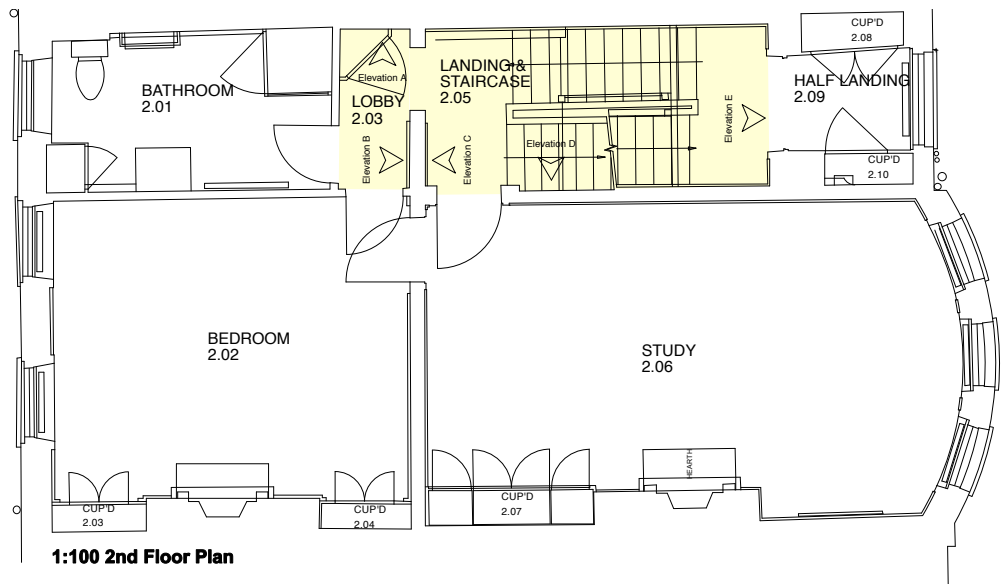 CUP'D
2.08
BATHROOM
2.01
Elevation A
LOBBY
2.03
LANDING &
STAIRCASE
2.05
HALF LANDING
2.09
Elevation B
Elevation C
Elevation D
Elevation E
CUP'D
2.10
BEDROOM
2.02
STUDY
2.06
HEARTH
CUP'D
2.03
CUP'D
2.04
CUP'D
2.07
1:100 2nd Floor Plan